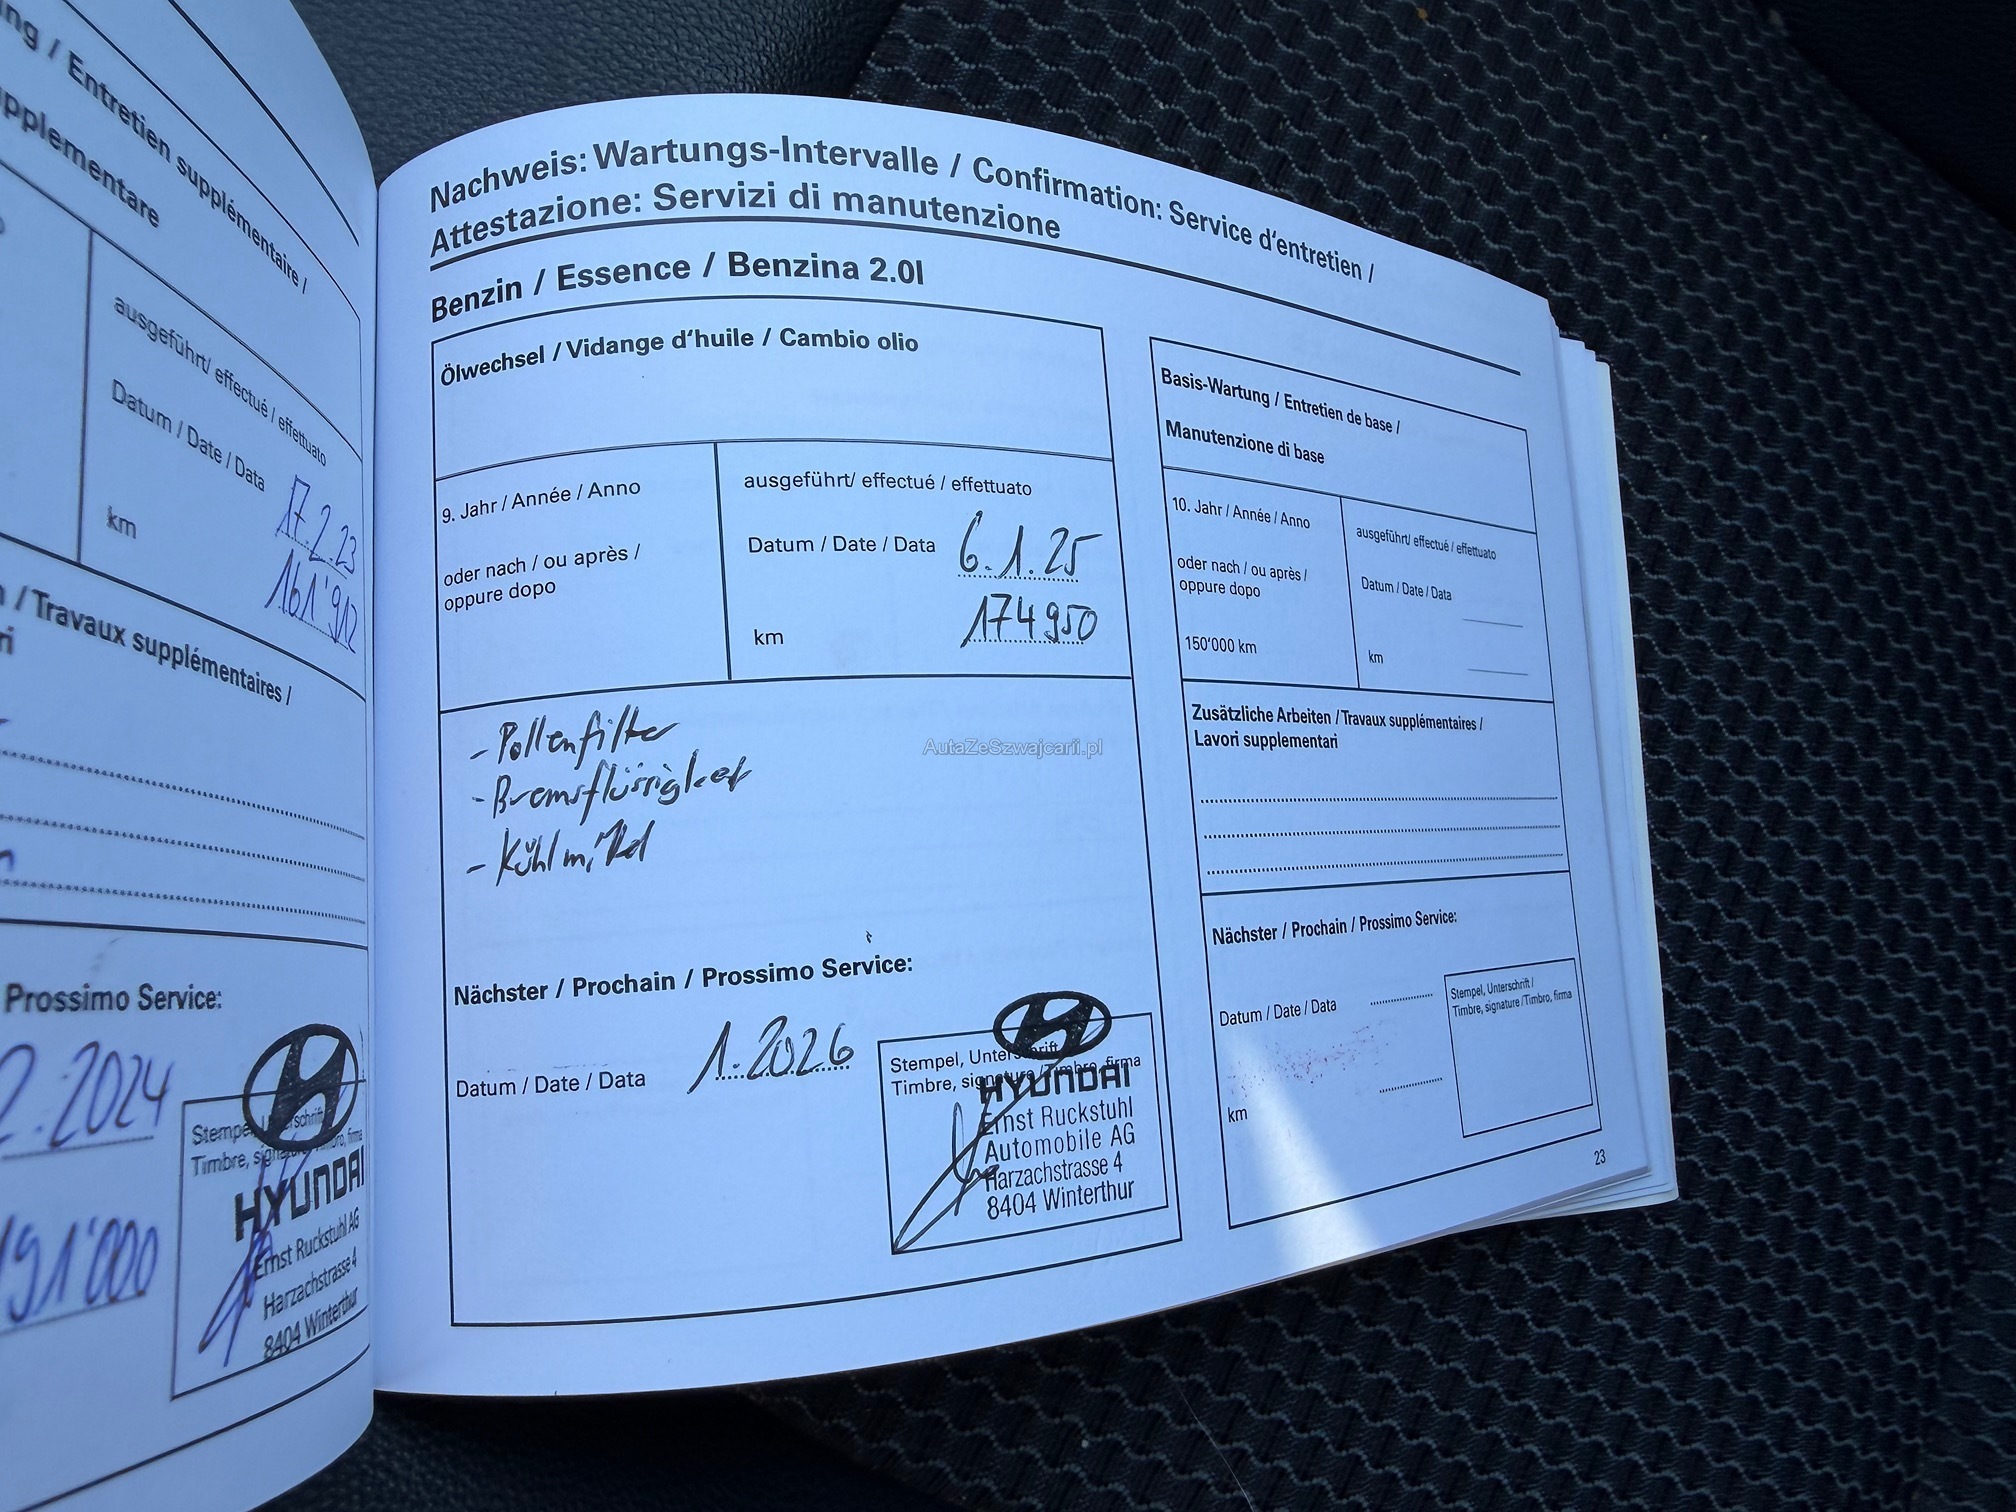 / Entretien supplémentaire /
ausgeführt/ effectué / effettuato
Datum / Date / Data
17.2.23
km
161'912
/ Travaux supplémentaires /
Prossimo Service:
2.2024
Stempel,
Timbre,
191'000
HYUNDAI
Ernst Ruckstuhl AG
Harzachstrasse 4
8404 Winterthur
Nachweis: Wartungs-Intervalle / Confirmation: Service d'entretien /
Attestazione: Servizi di manutenzione
Benzin / Essence / Benzina 2.0l
Ölwechsel / Vidange d'huile / Cambio olio
9. Jahr / Année / Anno
oder nach / ou après /
oppure dopo
ausgeführt/ effectué / effettuato
Datum / Date / Data 6.1.25
km 174950
- Pollenfilter
- Bremsflüssigkeit
- Kühlmittel
Nächster / Prochain / Prossimo Service:
Datum / Date / Data 1.2026
Stempel, Unterschrift /
Timbre, signature /Timbro, firma
HYUNDAI
Ernst Ruckstuhl
Automobile AG
Harzachstrasse 4
8404 Winterthur
Basis-Wartung / Entretien de base /
Manutenzione di base
10. Jahr / Année / Anno
oder nach / ou après /
oppure dopo
150'000 km
ausgeführt/ effectué / effettuato
Datum / Date / Data
km
Zusätzliche Arbeiten / Travaux supplémentaires /
Lavori supplementari
Nächster / Prochain / Prossimo Service:
Datum / Date / Data
km
Stempel, Unterschrift /
Timbre, signature /Timbro, firma
23
AutaZeSzwajcarii.pl